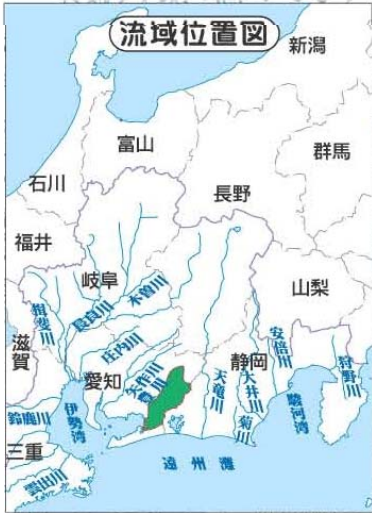 流域位置図
新潟
富山
群馬
石川
長野
福井
岐阜
山梨
揖斐川
長良川
木曽川
滋賀
庄内川
静岡
安倍川
狩野川
愛知
矢作川
豊川
天竜川
大井川
菊川
駿河湾
鈴鹿川
伊勢湾
三重
雲出川
遠州灘